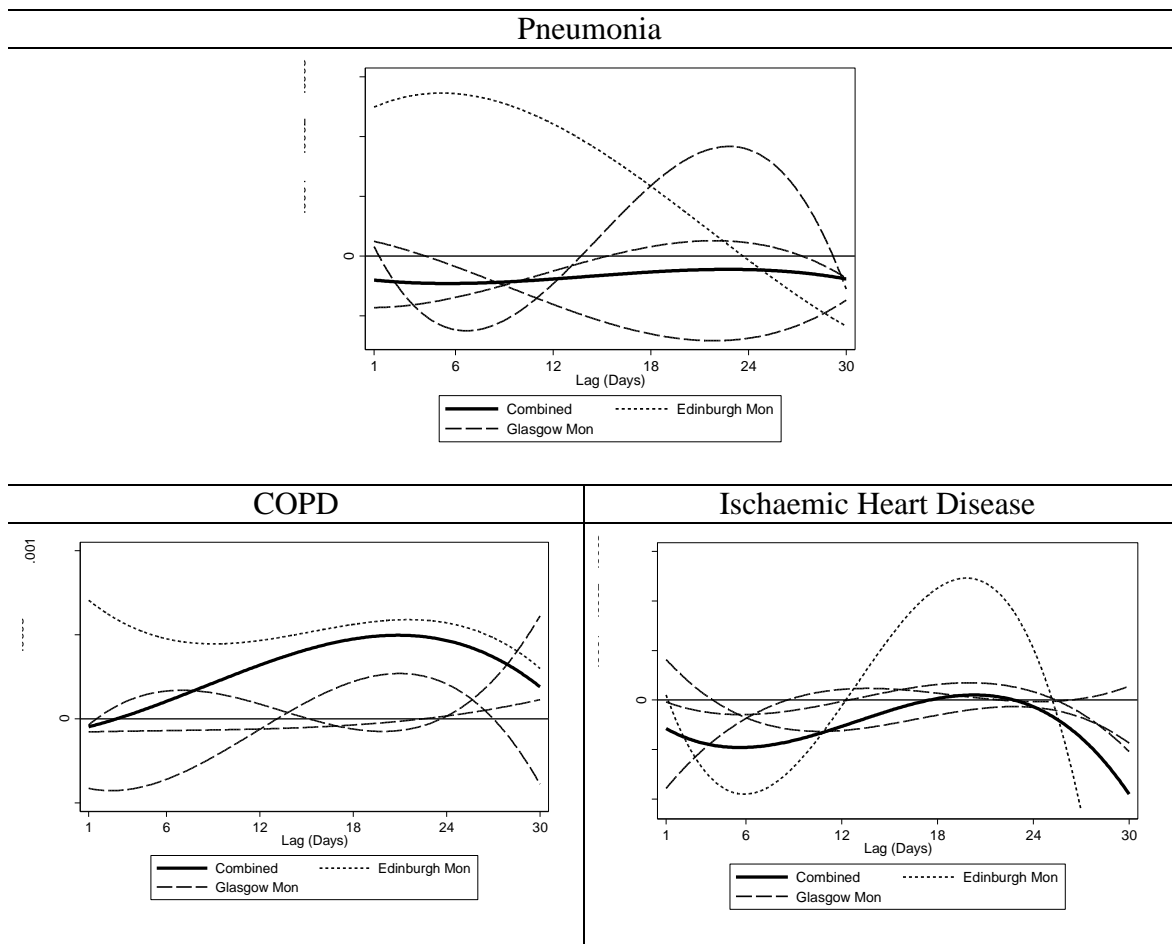 Pneumonia
0
1 6 12 18 24 30
Lag (Days)
Combined Edinburgh Mon
Glasgow Mon
COPD
.001
0
1 6 12 18 24 30
Lag (Days)
Combined Edinburgh Mon
Glasgow Mon
Ischaemic Heart Disease
0
1 6 12 18 24 30
Lag (Days)
Combined Edinburgh Mon
Glasgow Mon